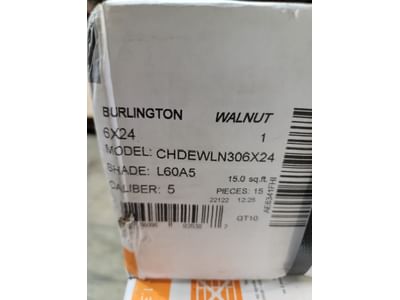 BURLINGTON WALNUT
6X24 1
MODEL: CHDEWLN306X24
SHADE: L60A5 15.0 sq.ft.
CALIBER: 5 PIECES: 15
22122 12:25
QT10